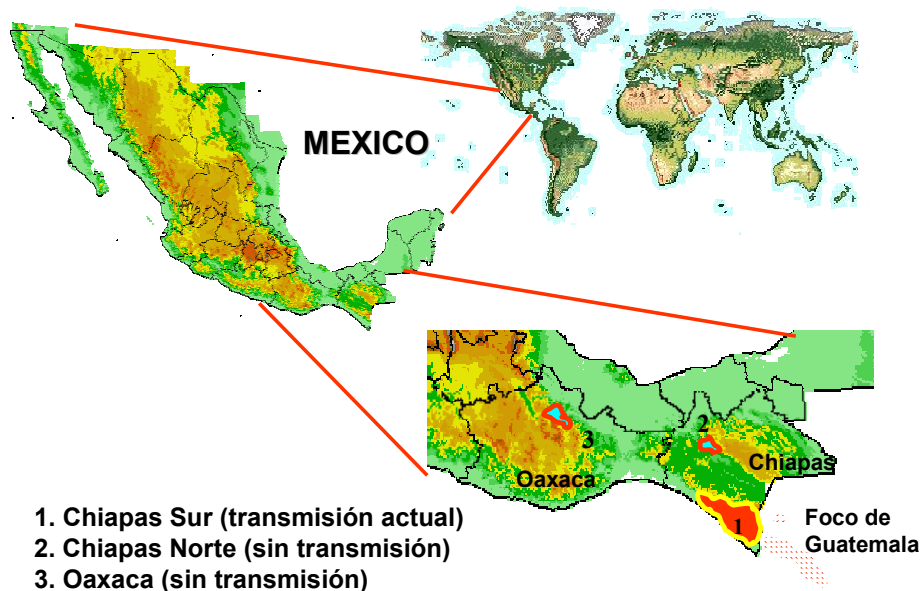 MEXICO
2
3
Chiapas
Oaxaca
1
Foco de
Guatemala
1. Chiapas Sur (transmisión actual)
2. Chiapas Norte (sin transmisión)
3. Oaxaca (sin transmisión)